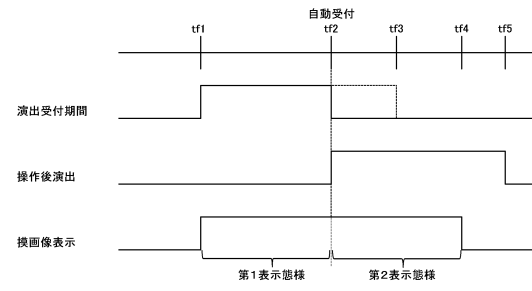 自動受付
tf1 tf2 tf3 tf4 tf5
演出受付期間
操作後演出
摸画像表示
第1表示態様 第2表示態様